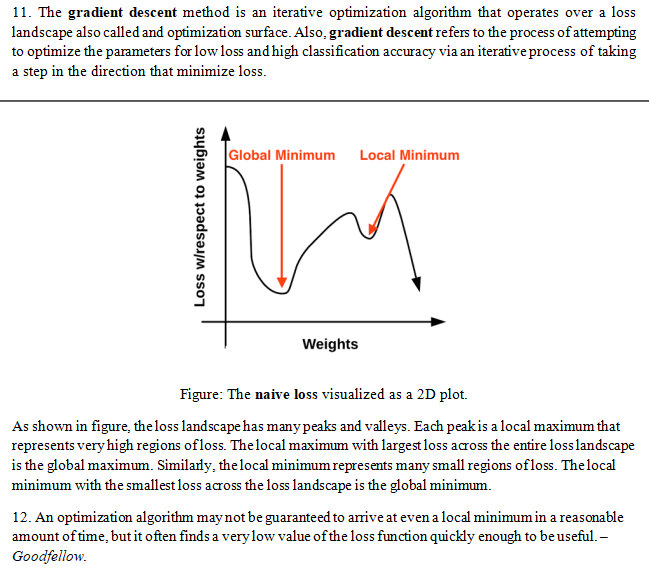 11. The gradient descent method is an iterative optimization algorithm that operates over a loss
landscape also called and optimization surface. Also, gradient descent refers to the process of attempting
to optimize the parameters for low loss and high classification accuracy via an iterative process of taking
a step in the direction that minimize loss.
Loss w/respect to weights
Global Minimum
Local Minimum
Weights
Figure: The naive loss visualized as a 2D plot.
As shown in figure, the loss landscape has many peaks and valleys. Each peak is a local maximum that
represents very high regions of loss. The local maximum with largest loss across the entire loss landscape
is the global maximum. Similarly, the local minimum represents many small regions of loss. The local
minimum with the smallest loss across the loss landscape is the global minimum.
12. An optimization algorithm may not be guaranteed to arrive at even a local minimum in a reasonable
amount of time, but it often finds a very low value of the loss function quickly enough to be useful. –
Goodfellow.